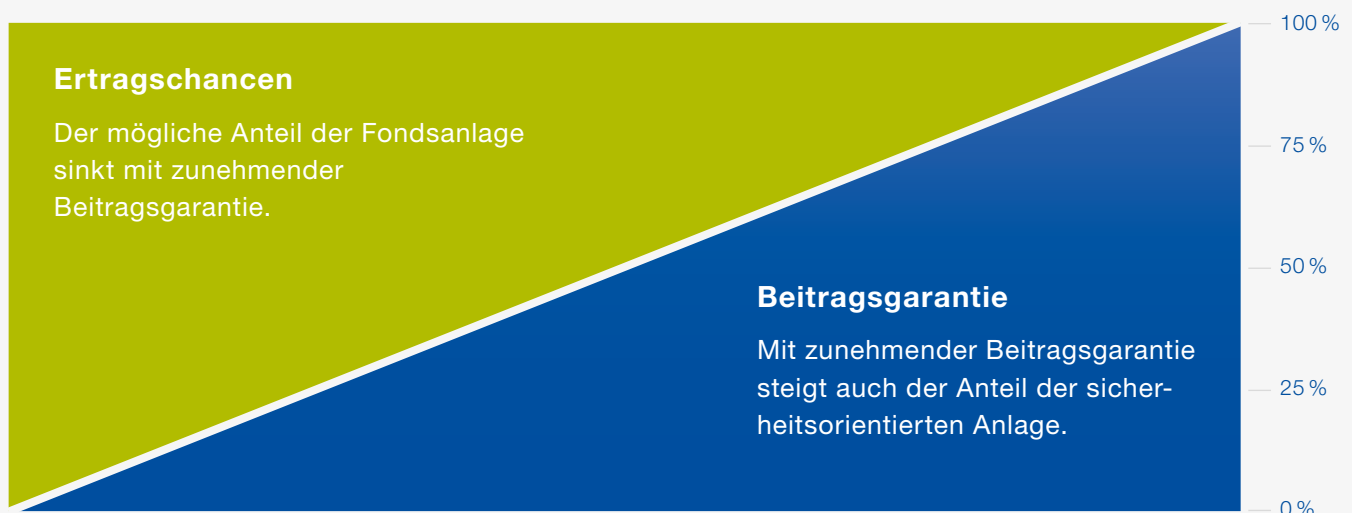 Ertragschancen
Der mögliche Anteil der Fondsanlage
sinkt mit zunehmender
Beitragsgarantie.
Beitragsgarantie
Mit zunehmender Beitragsgarantie
steigt auch der Anteil der sicher-
heitsorientierten Anlage.
100 %
75 %
50 %
25 %
0 %